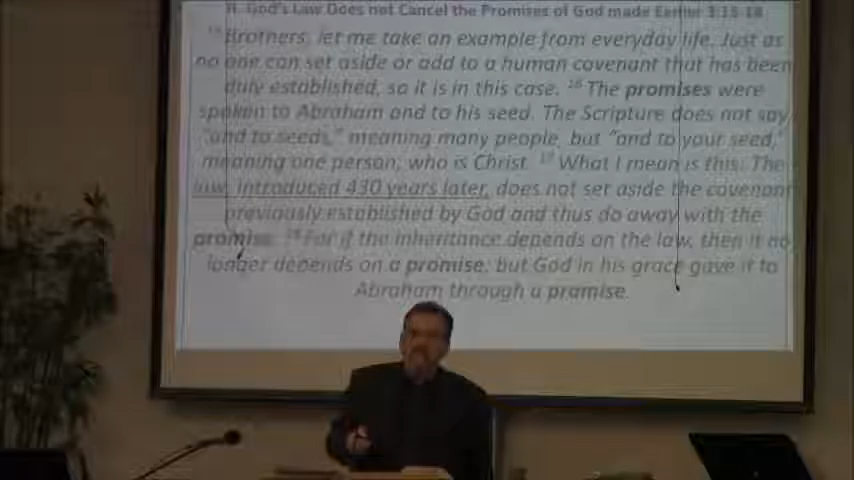 H. God's Law Does not Cancel the Promises of God made Earlier 3:15-18
15 Brothers, let me take an example from everyday life. Just as
no one can set aside or add to a human covenant that has been
duly established, so it is in this case. 16 The promises were
spoken to Abraham and to his seed. The Scripture does not say
"and to seeds," meaning many people, but "and to your seed,"
meaning one person, who is Christ. 17 What I mean is this: The
law, introduced 430 years later, does not set aside the covenant
previously established by God and thus do away with the
promise. 18 For if the inheritance depends on the law, then it no
longer depends on a promise; but God in his grace gave it to
Abraham through a promise.